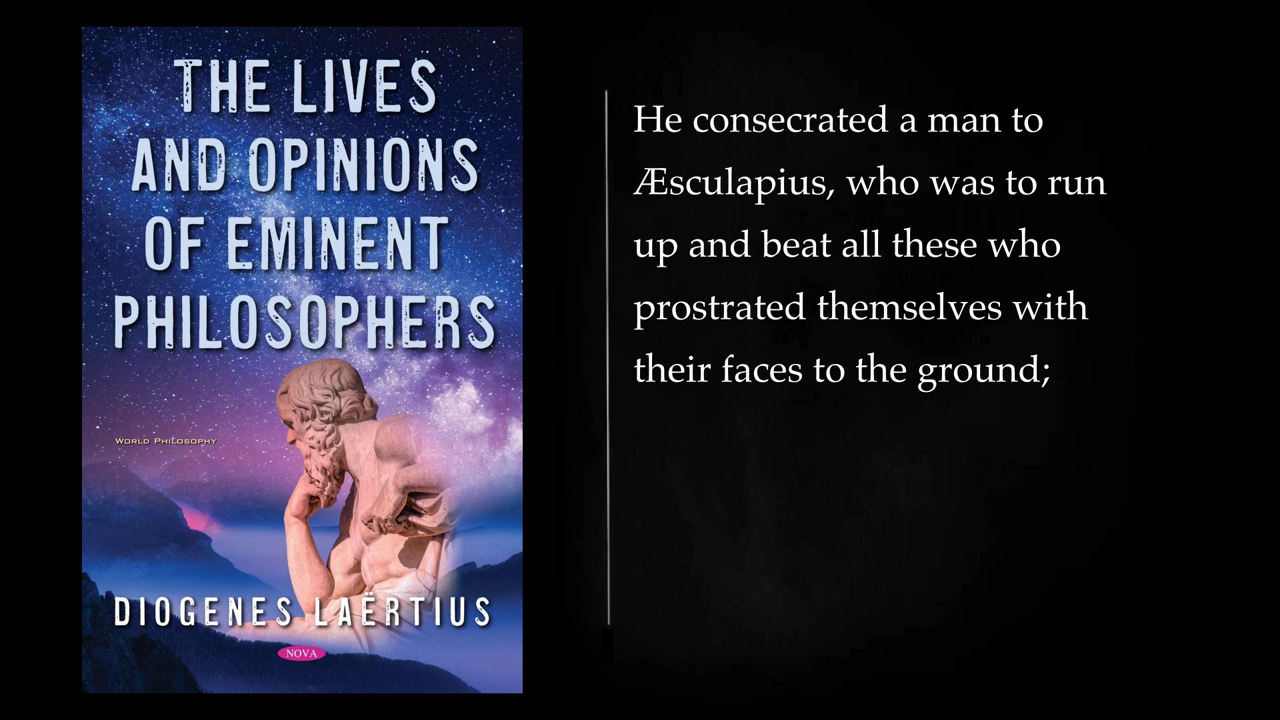 THE LIVES
AND OPINIONS
OF EMINENT
PHILOSOPHERS
WORLD PHILOSOPHY
DIOGENES LAËRTIUS
NOVA
He consecrated a man to
Æsculapius, who was to run
up and beat all these who
prostrated themselves with
their faces to the ground;